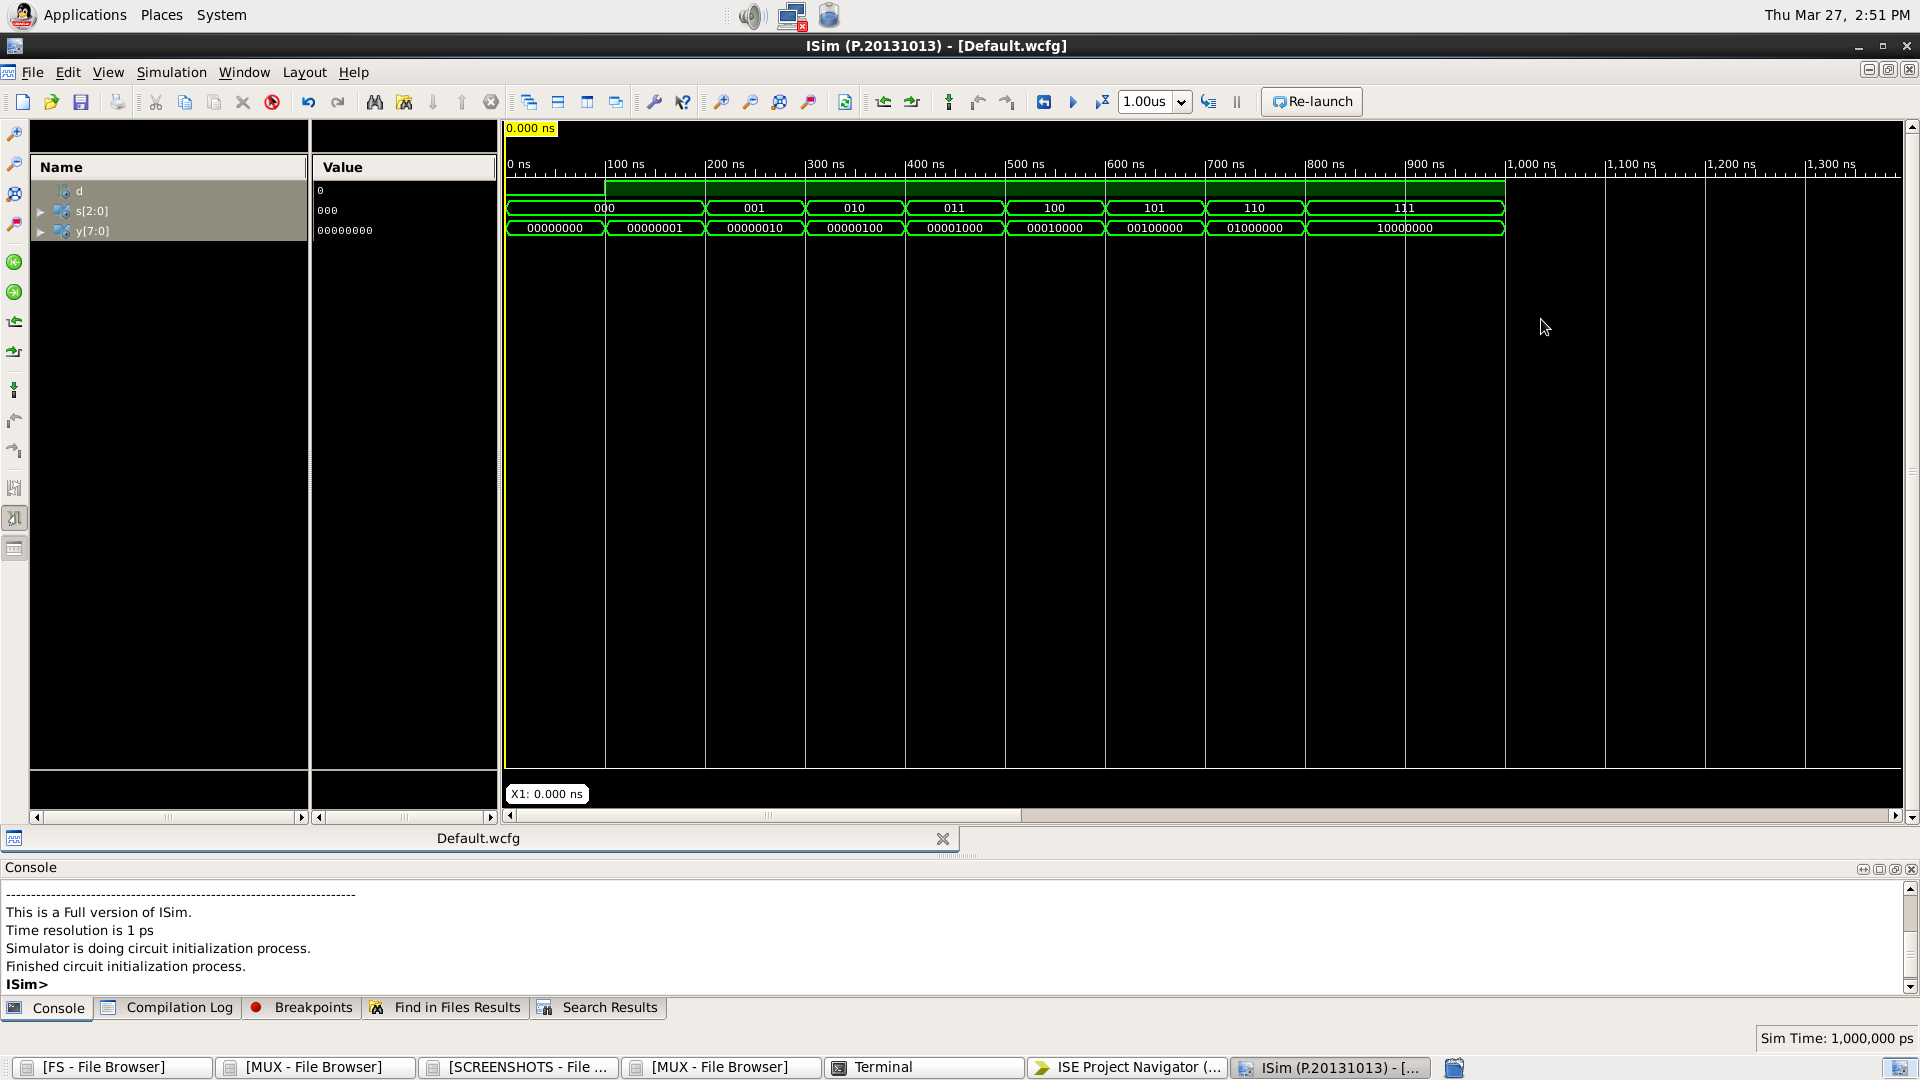 Applications Places System
Thu Mar 27, 2:51 PM
ISim (P.20131013) - [Default.wcfg]
File Edit View Simulation Window Layout Help
1.00us
Re-launch
0.000 ns
Name Value
0 ns 100 ns 200 ns 300 ns 400 ns 500 ns 600 ns 700 ns 800 ns 900 ns 1,000 ns 1,100 ns 1,200 ns 1,300 ns
d 0
s[2:0] 000 000 001 010 011 100 101 110 111
y[7:0] 00000000 00000000 00000001 00000010 00000100 00001000 00010000 00100000 01000000 10000000
X1: 0.000 ns
Default.wcfg
Console
----------------------------------------------------------------------
This is a Full version of ISim.
Time resolution is 1 ps
Simulator is doing circuit initialization process.
Finished circuit initialization process.
ISim>
Console Compilation Log Breakpoints Find in Files Results Search Results
Sim Time: 1,000,000 ps
[FS - File Browser] [MUX - File Browser] [SCREENSHOTS - File ... [MUX - File Browser] Terminal ISE Project Navigator (... ISim (P.20131013) - [...